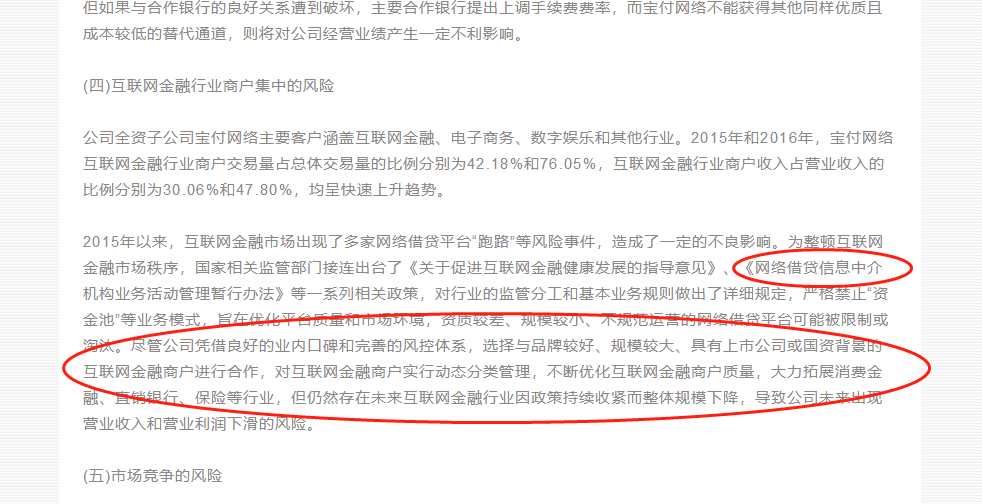 但如果与合作银行的良好关系遭到破坏，主要合作银行提出上调手续费费率，而宝付网络不能获得其他同样优质且
成本较低的替代通道，则将对公司经营业绩产生一定不利影响。
(四)互联网金融行业商户集中的风险
公司全资子公司宝付网络主要客户涵盖互联网金融、电子商务、数字娱乐和其他行业。2015年和2016年，宝付网络
互联网金融行业商户交易量占总体交易量的比例分别为42.18%和76.05%，互联网金融行业商户收入占营业收入的
比例分别为30.06%和47.80%，均呈快速上升趋势。
2015年以来，互联网金融市场出现了多家网络借贷平台“跑路”等风险事件，造成了一定的不良影响。为整顿互联网
金融市场秩序，国家相关监管部门接连出台了《关于促进互联网金融健康发展的指导意见》、《网络借贷信息中介
机构业务活动管理暂行办法》等一系列相关政策，对行业的监管分工和基本业务规则做出了详细规定，严格禁止“资
金池”等业务模式，旨在优化平台质量和市场环境，资质较差、规模较小、不规范运营的网络借贷平台可能被限制或
淘汰。尽管公司凭借良好的业内口碑和完善的风控体系，选择与品牌较好、规模较大、具有上市公司或国资背景的
互联网金融商户进行合作，对互联网金融商户实行动态分类管理，不断优化互联网金融商户质量，大力拓展消费金
融、直销银行、保险等行业，但仍然存在未来互联网金融行业因政策持续收紧而整体规模下降，导致公司未来出现
营业收入和营业利润下滑的风险。
(五)市场竞争的风险